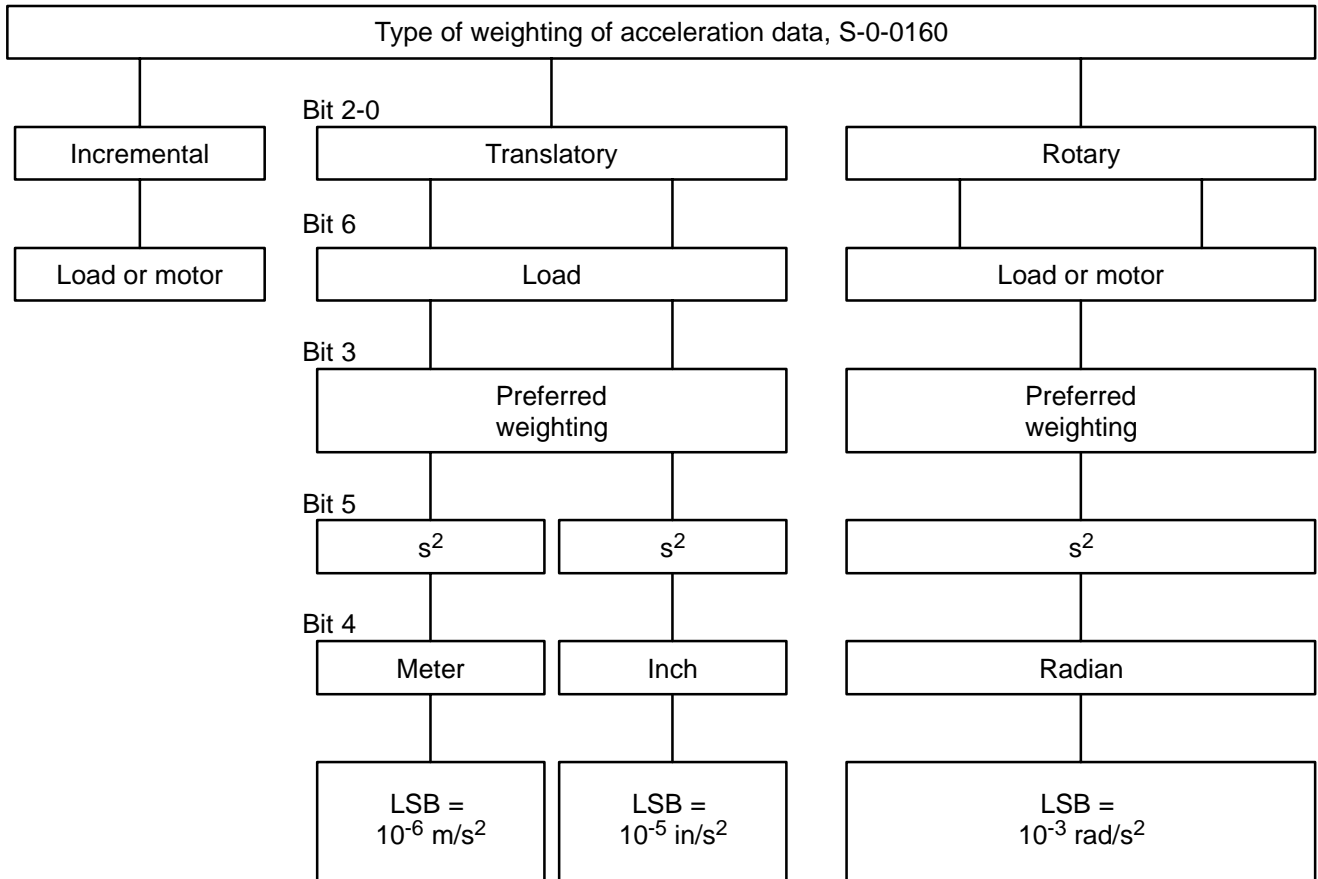 Type of weighting of acceleration data, S-0-0160
Bit 2-0
Incremental
Translatory
Rotary
Bit 6
Load or motor
Load
Load or motor
Bit 3
Preferred
weighting
Preferred
weighting
Bit 5
s²
s²
s²
Bit 4
Meter
Inch
Radian
LSB =
10⁻⁶ m/s²
LSB =
10⁻⁵ in/s²
LSB =
10⁻³ rad/s²